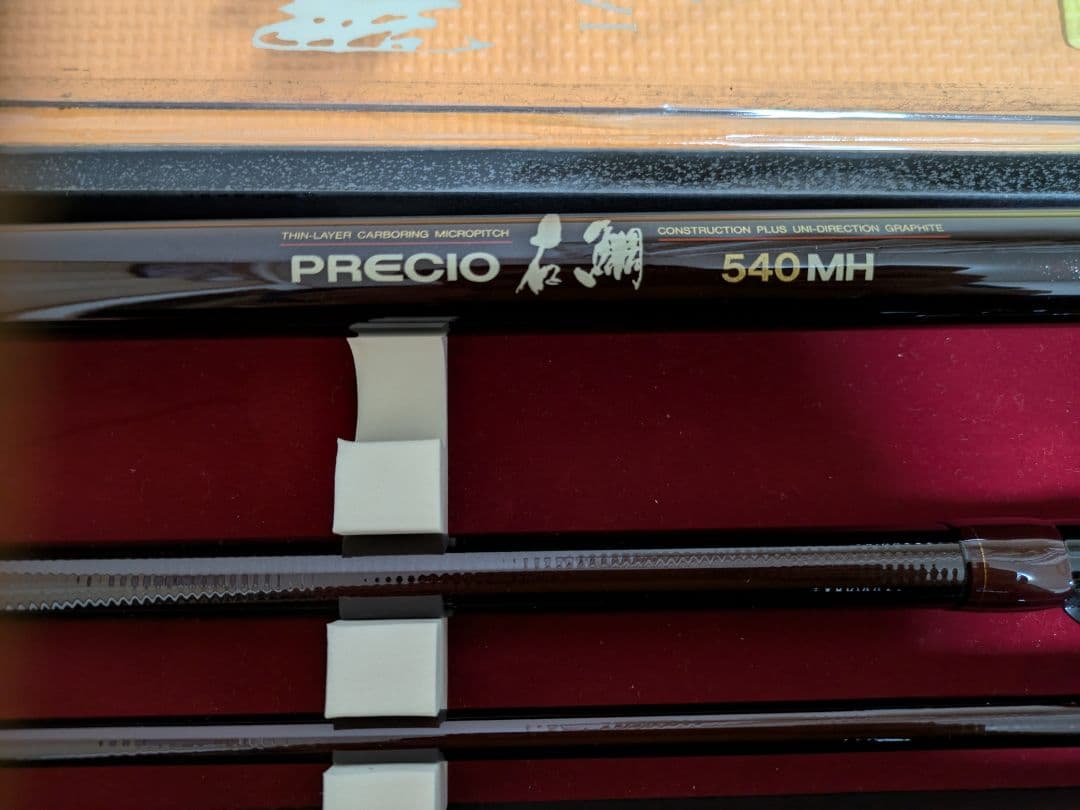 THIN-LAYER CARBORING MICROPITCH CONSTRUCTION PLUS UNI-DIRECTION GRAPHITE
PRECIO 石鯛 540MH